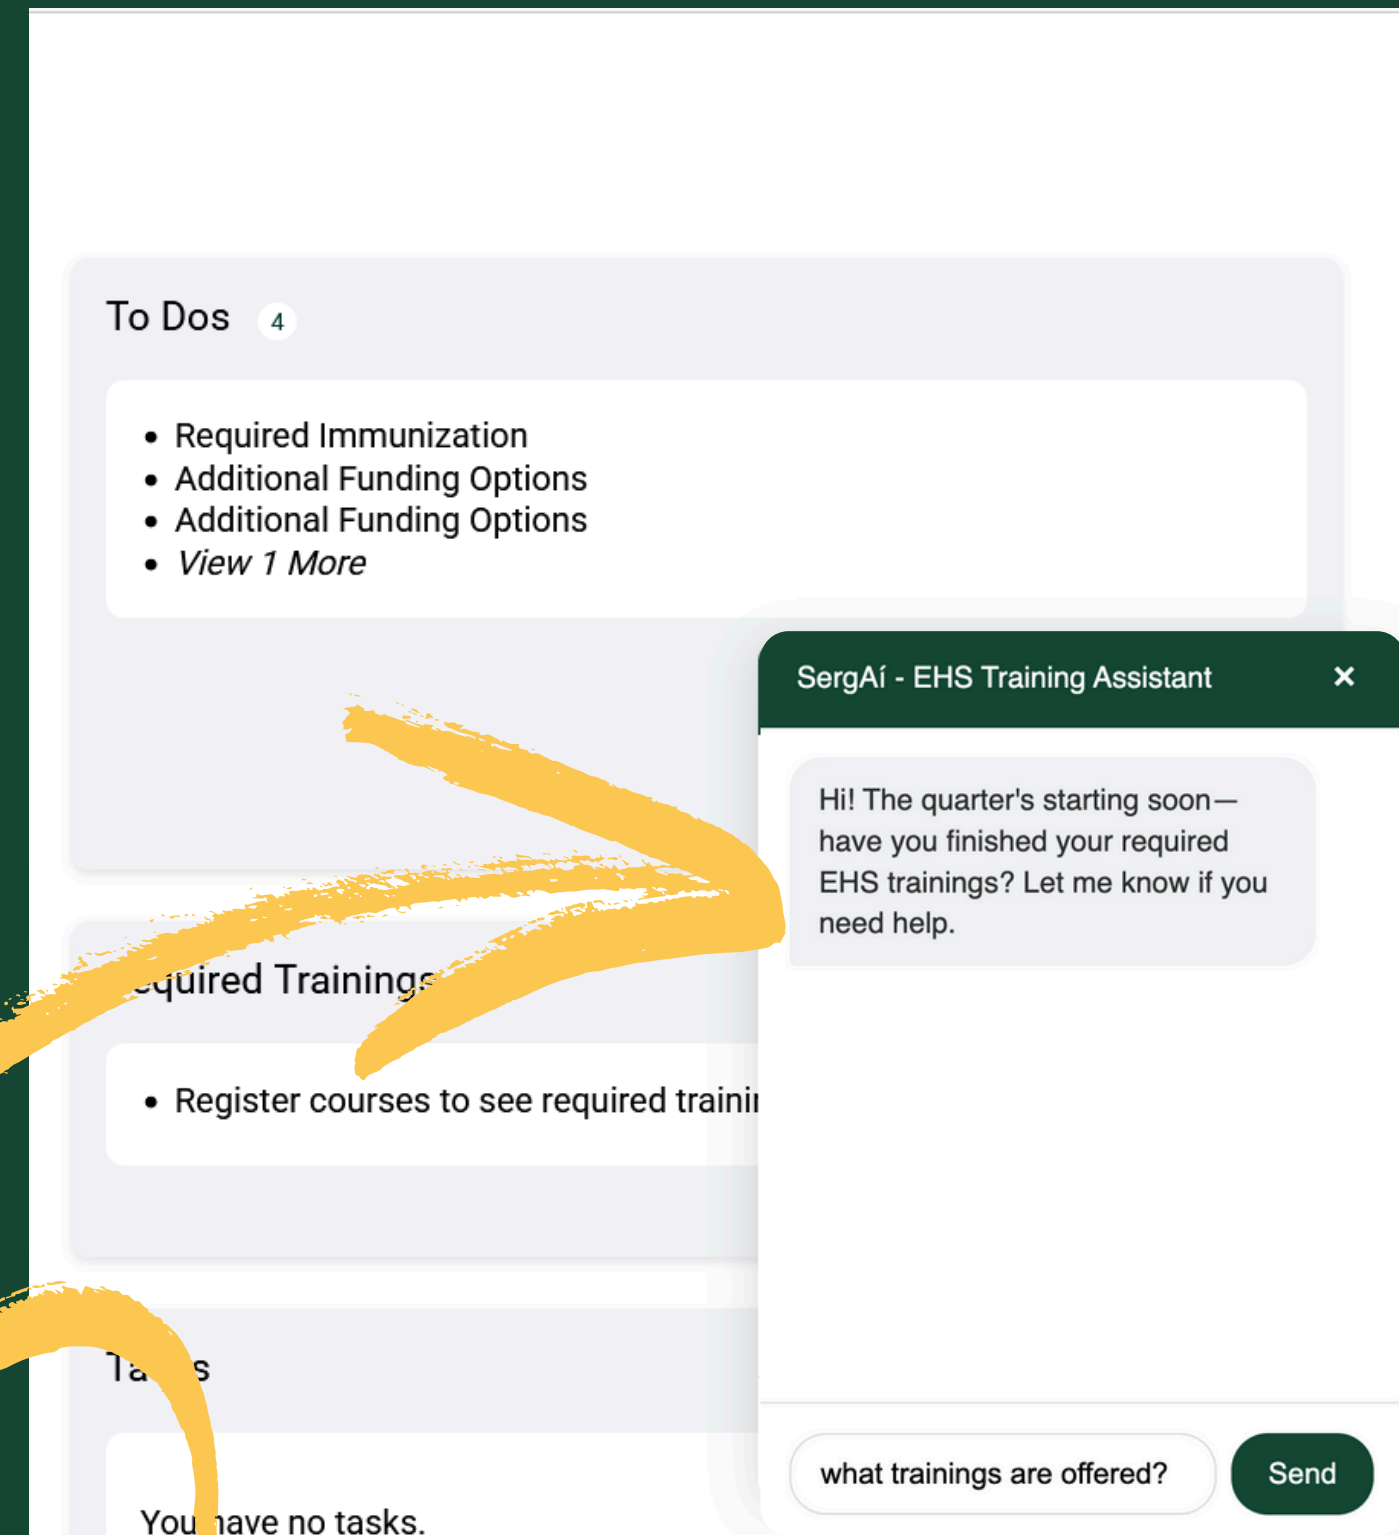 To Dos 4
• Required Immunization
• Additional Funding Options
• Additional Funding Options
• View 1 More
SergAí - EHS Training Assistant ×
Hi! The quarter's starting soon—
have you finished your required
EHS trainings? Let me know if you
need help.
Trainings
• Register courses to see required
You have no tasks.
what trainings are offered?
Send